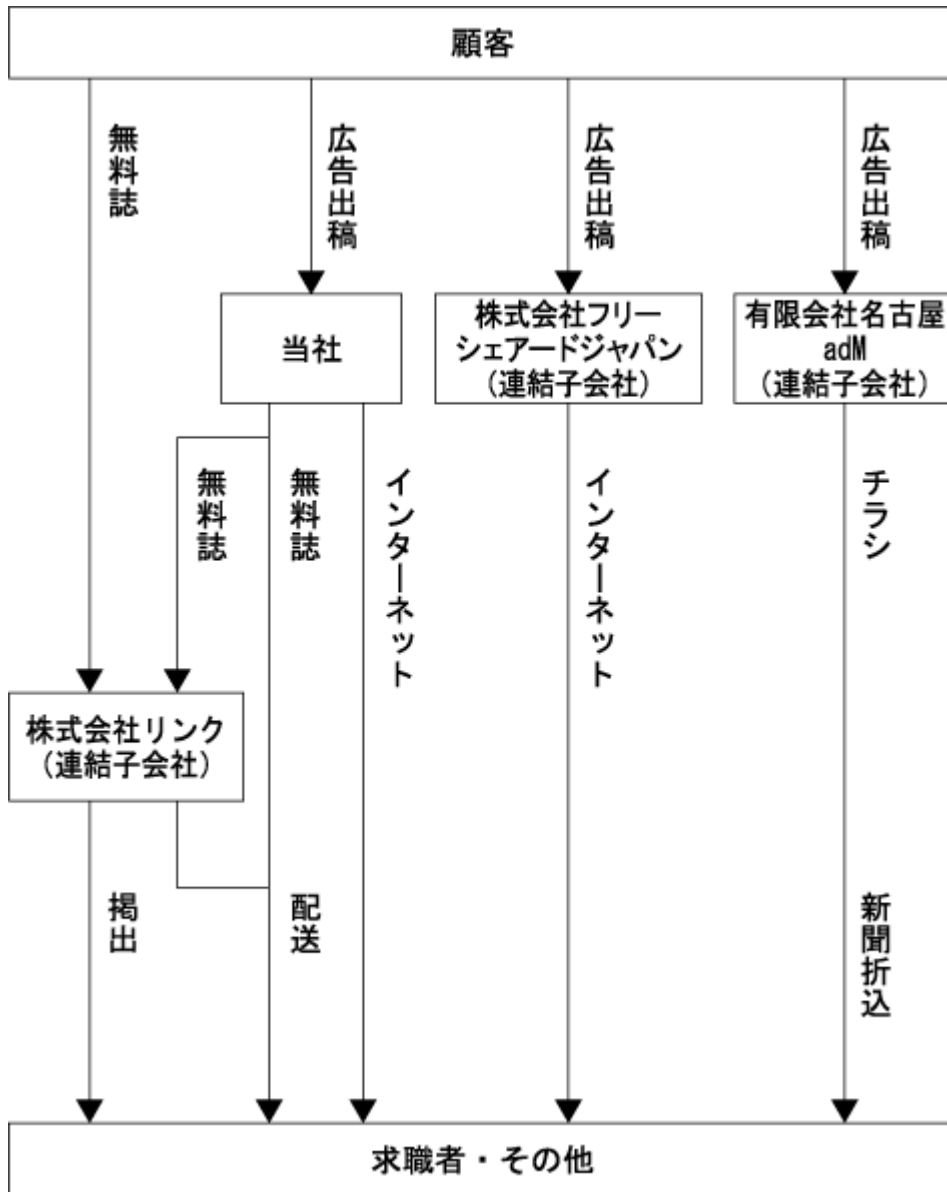 顧客
無料誌
広告出稿
広告出稿
広告出稿
当社
株式会社フリー
シェアードジャパン
（連結子会社）
有限会社名古屋
adM
（連結子会社）
無料誌
無料誌
インターネット
インターネット
チラシ
株式会社リンク
（連結子会社）
掲出
配送
新聞折込
求職者・その他